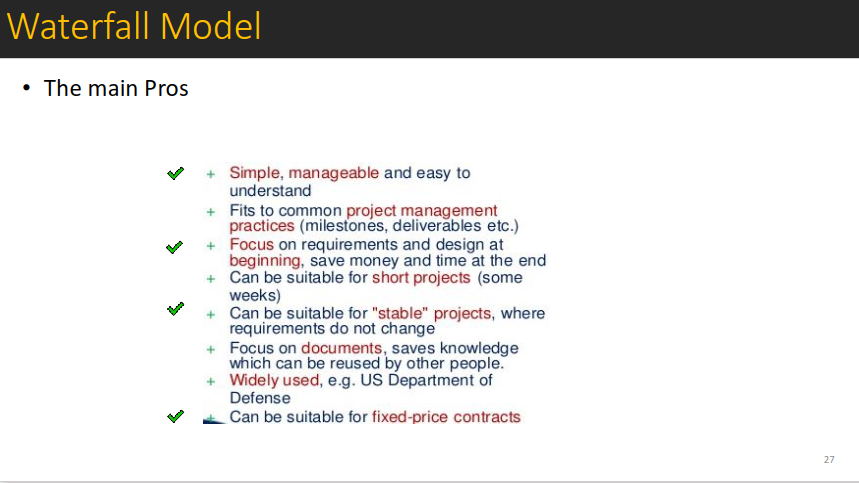 Waterfall Model
• The main Pros
+ Simple, manageable and easy to
understand
+ Fits to common project management
practices (milestones, deliverables etc.)
+ Focus on requirements and design at
beginning, save money and time at the end
+ Can be suitable for short projects (some
weeks)
+ Can be suitable for "stable" projects, where
requirements do not change
+ Focus on documents, saves knowledge
which can be reused by other people.
+ Widely used, e.g. US Department of
Defense
+ Can be suitable for fixed-price contracts
27